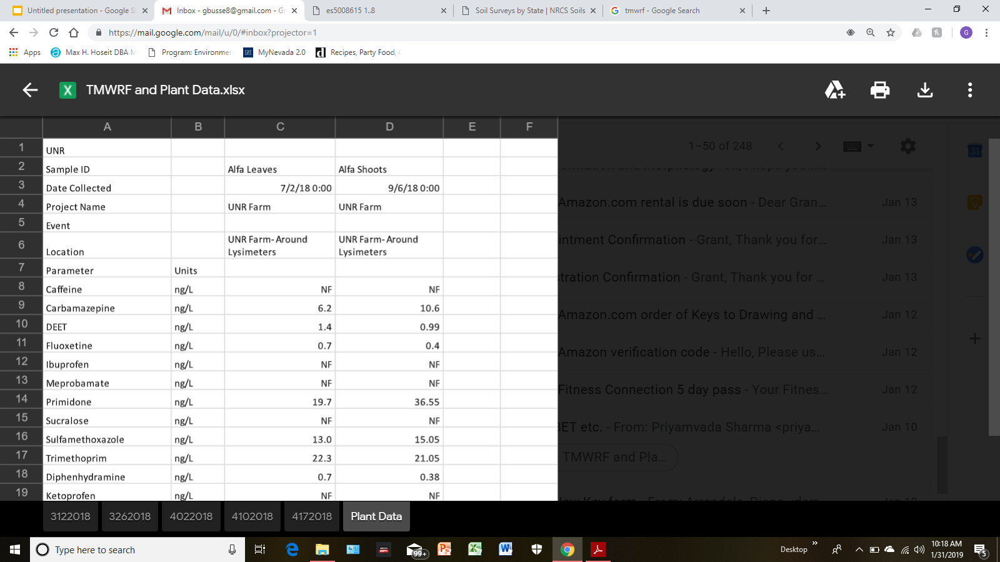 Untitled presentation - Google Sl
Inbox - gbusse8@gmail.com - Gr
es5008615 1..8
Soil Surveys by State | NRCS Soils
tmwrf - Google Search
https://mail.google.com/mail/u/0/#inbox?projector=1
Apps
Max H. Hoseit DBA M
Program: Environmen
MyNevada 2.0
Recipes, Party Food, C
TMWRF and Plant Data.xlsx
A B C D E F
1 UNR
2 Sample ID Alfa Leaves Alfa Shoots
3 Date Collected 7/2/18 0:00 9/6/18 0:00
4 Project Name UNR Farm UNR Farm
5 Event
6 Location UNR Farm- Around Lysimeters UNR Farm- Around Lysimeters
7 Parameter Units
8 Caffeine ng/L NF NF
9 Carbamazepine ng/L 6.2 10.6
10 DEET ng/L 1.4 0.99
11 Fluoxetine ng/L 0.7 0.4
12 Ibuprofen ng/L NF NF
13 Meprobamate ng/L NF NF
14 Primidone ng/L 19.7 36.55
15 Sucralose ng/L NF NF
16 Sulfamethoxazole ng/L 13.0 15.05
17 Trimethoprim ng/L 22.3 21.05
18 Diphenhydramine ng/L 0.7 0.38
19 Ketoprofen ng/L NF NF
1–50 of 248
31
Amazon.com rental is due soon - Dear Gran... Jan 13
intment Confirmation - Grant, Thank you for... Jan 13
tration Confirmation - Grant, Thank you for ... Jan 13
Amazon.com order of Keys to Drawing and ... Jan 12
Amazon verification code - Hello, Please us... Jan 12
Fitness Connection 5 day pass - Your Fitnes... Jan 12
BET etc. - From: Priyamvada Sharma <priya... Jan 10
TMWRF and Pla...
3122018 3262018 4022018 4102018 4172018 Plant Data
Type here to search
99+
Desktop
10:18 AM
1/31/2019
5